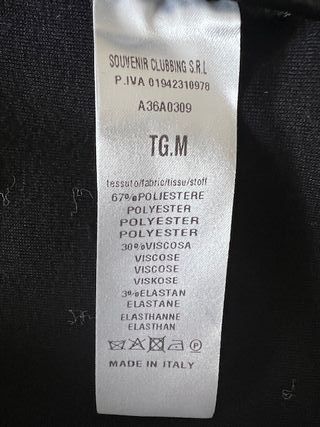 SOUVENIR CLUBBING S.R.L
P.IVA 01942310978
A36A0309
TG.M
tessuto/fabric/tissu/stoff
67%POLIESTERE
POLYESTER
POLYESTER
POLYESTER
30%VISCOSA
VISCOSE
VISCOSE
VISKOSE
3%ELASTAN
ELASTANE
ELASTHANNE
ELASTHAN
MADE IN ITALY